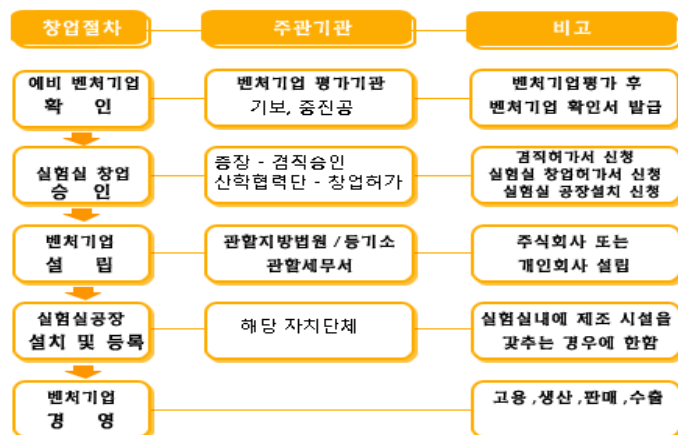 창업절차
주관기관
비고
예비 벤처기업
확 인
벤처기업 평가기관
기보, 중진공
벤처기업평가 후
벤처기업 확인서 발급
실험실 창업
승 인
총장 - 겸직승인
산학협력단 - 창업허가
겸직허가서 신청
실험실 창업허가서 신청
실험실 공장설치 신청
벤처기업
설 립
관할지방법원 /등기소
관할세무서
주식회사 또는
개인회사 설립
실험실공장
설치 및 등록
해당 자치단체
실험실내에 제조 시설을
갖추는 경우에 한함
벤처기업
경 영
고용 ,생산 ,판매 ,수출